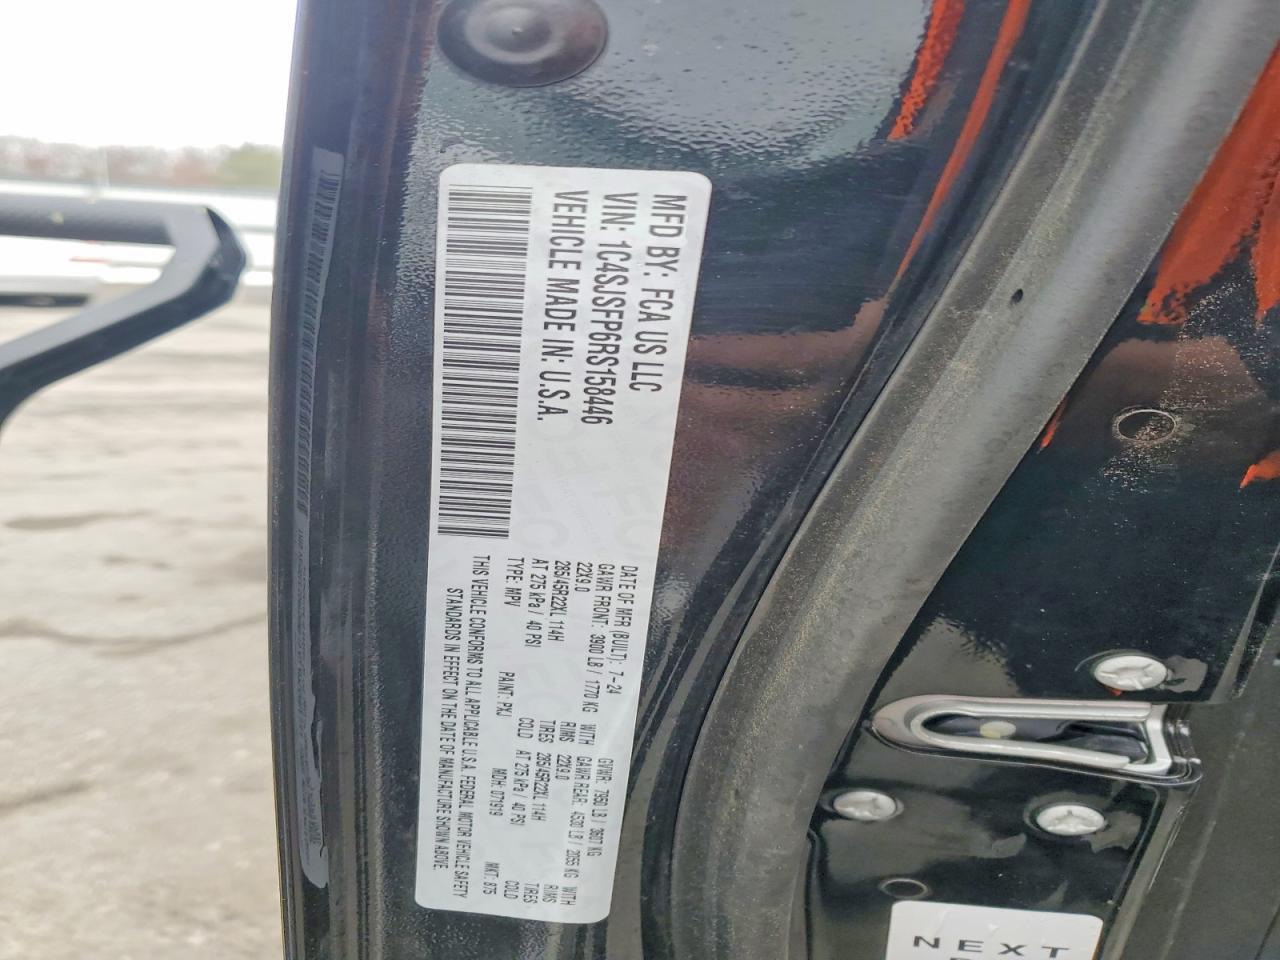 MFD BY: FCA US LLC
VIN: 1C4SJSFP6RS158446
VEHICLE MADE IN: U.S.A.
DATE OF MFR (BUILT): 7-24 GVWR: 7950 LB / 3607 KG
GAWR FRONT: 3900 LB / 1770 KG WITH GAWR REAR: 4530 LB / 2055 KG WITH
22X9.0 RIMS 22X9.0 RIMS
285/45R22XL 114H TIRES 285/45R22XL 114H TIRES
AT 275 kPa / 40 PSI COLD AT 275 kPa / 40 PSI COLD
TYPE: MPV PAINT: PXJ MDH: 071919 MKT: 875
THIS VEHICLE CONFORMS TO ALL APPLICABLE U.S.A. FEDERAL MOTOR VEHICLE SAFETY
STANDARDS IN EFFECT ON THE DATE OF MANUFACTURE SHOWN ABOVE.
NEXT